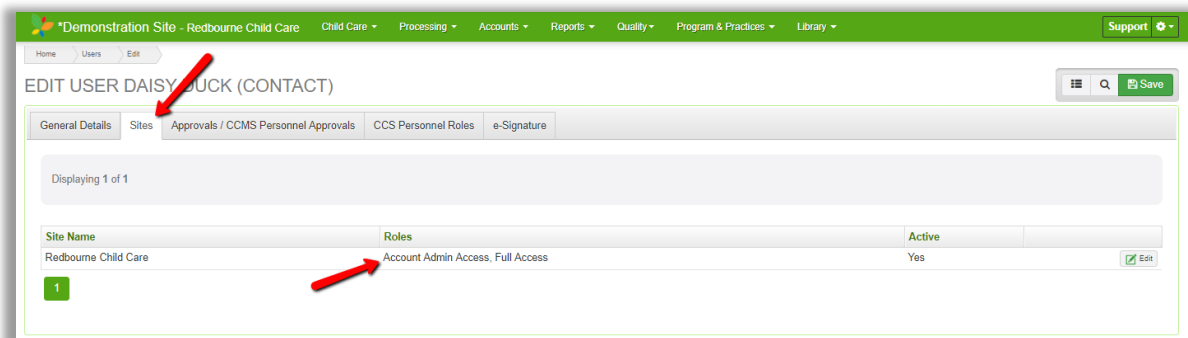 *Demonstration Site - Redbourne Child Care Child Care Processing Accounts Reports Quality Program & Practices Library Support
Home Users Edit
EDIT USER DAISY DUCK (CONTACT)
Save
General Details Sites Approvals / CCMS Personnel Approvals CCS Personnel Roles e-Signature
Displaying 1 of 1
Site Name Roles Active
Redbourne Child Care Account Admin Access, Full Access Yes Edit
1